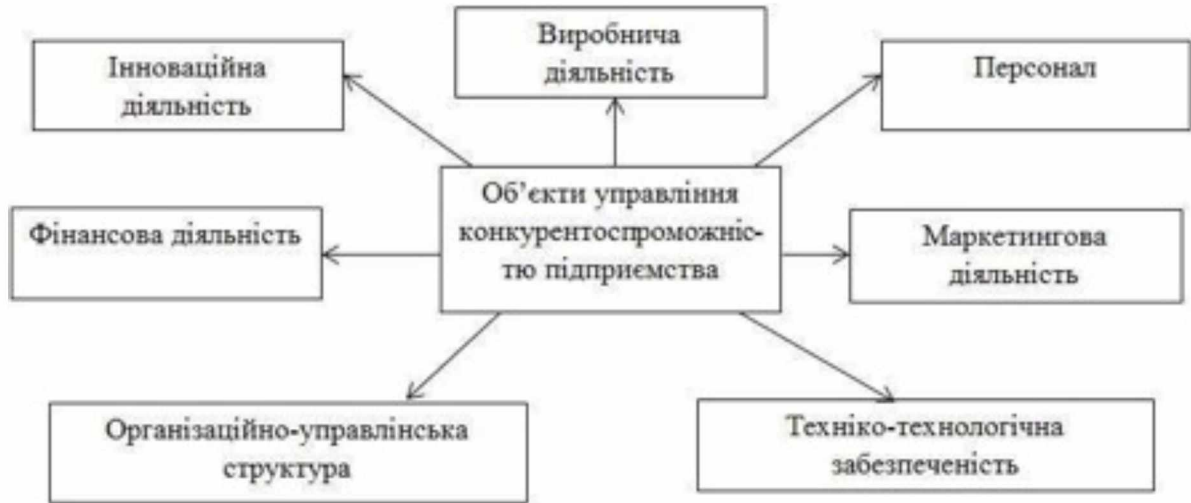 Виробнича
діяльність
Інноваційна
діяльність
Персонал
Об’єкти управління
конкурентоспроможніс-
тю підприємства
Фінансова діяльність
Маркетингова
діяльність
Організаційно-управлінська
структура
Техніко-технологічна
забезпеченість